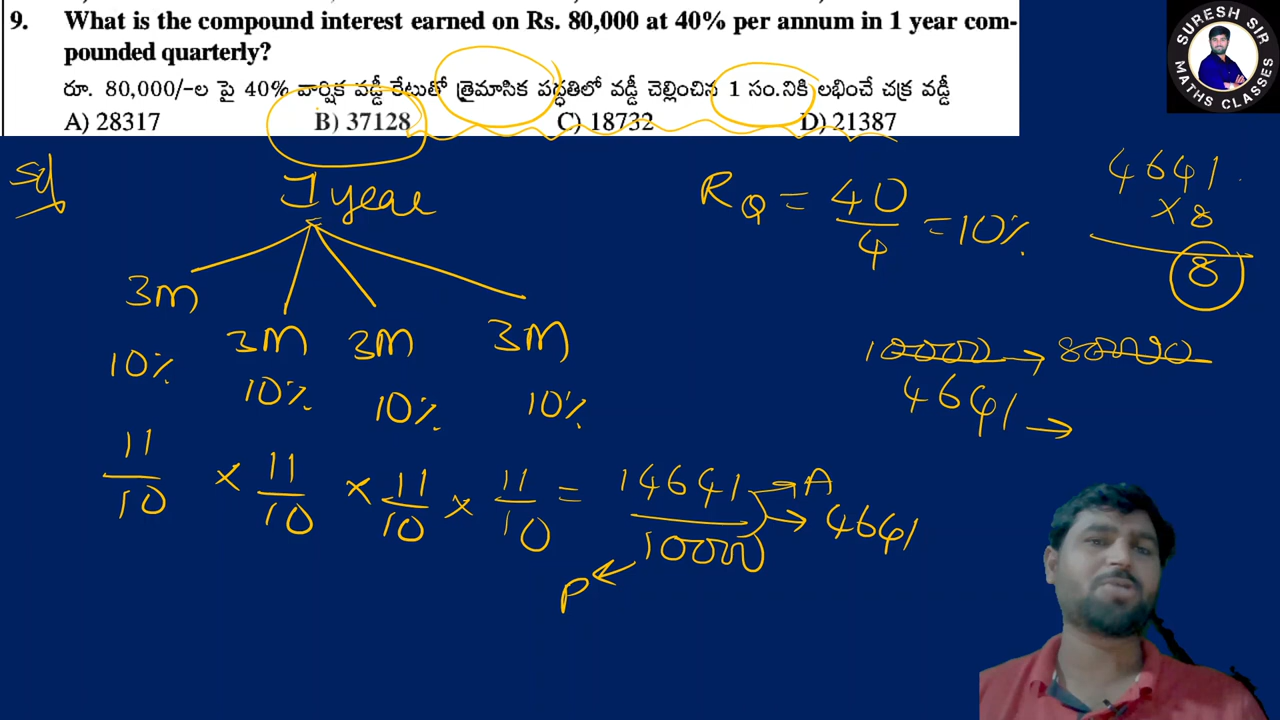 9. What is the compound interest earned on Rs. 80,000 at 40% per annum in 1 year com-
pounded quarterly?
రూ. 80,000/-ల పై 40% వార్షిక వడ్డీ రేటుతో త్రైమాసిక పద్ధతిలో వడ్డీ చెల్లించిన 1 సం.నికి లభించే చక్ర వడ్డీ
A) 28317 B) 37128 C) 18732 D) 21387
SURESH SIR
MATHS CLASSES
Sol
1 year
3M 3M 3M 3M
10% 10% 10% 10%
11/10 × 11/10 × 11/10 × 11/10 = 14641/10000
A
4641
P
R_Q = 40/4 = 10%
4641
×8
8
10000 → 80000
4641 →